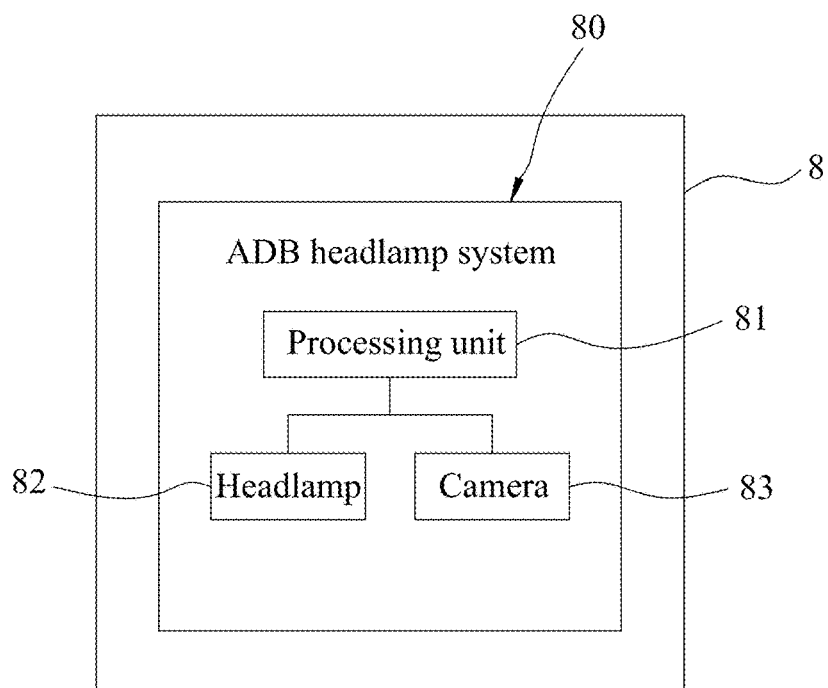 80
8
ADB headlamp system
Processing unit
81
82
Headlamp
Camera
83